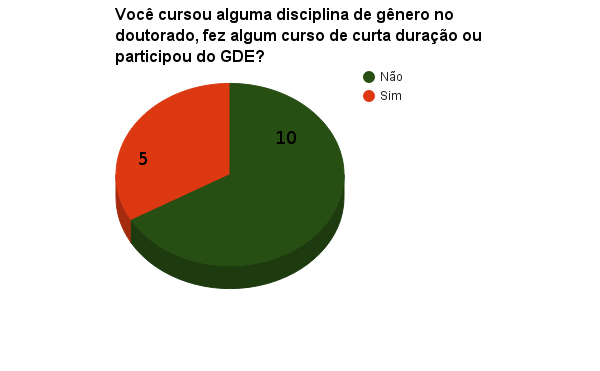 Você cursou alguma disciplina de gênero no
doutorado, fez algum curso de curta duração ou
participou do GDE?
Não
Sim
10
5